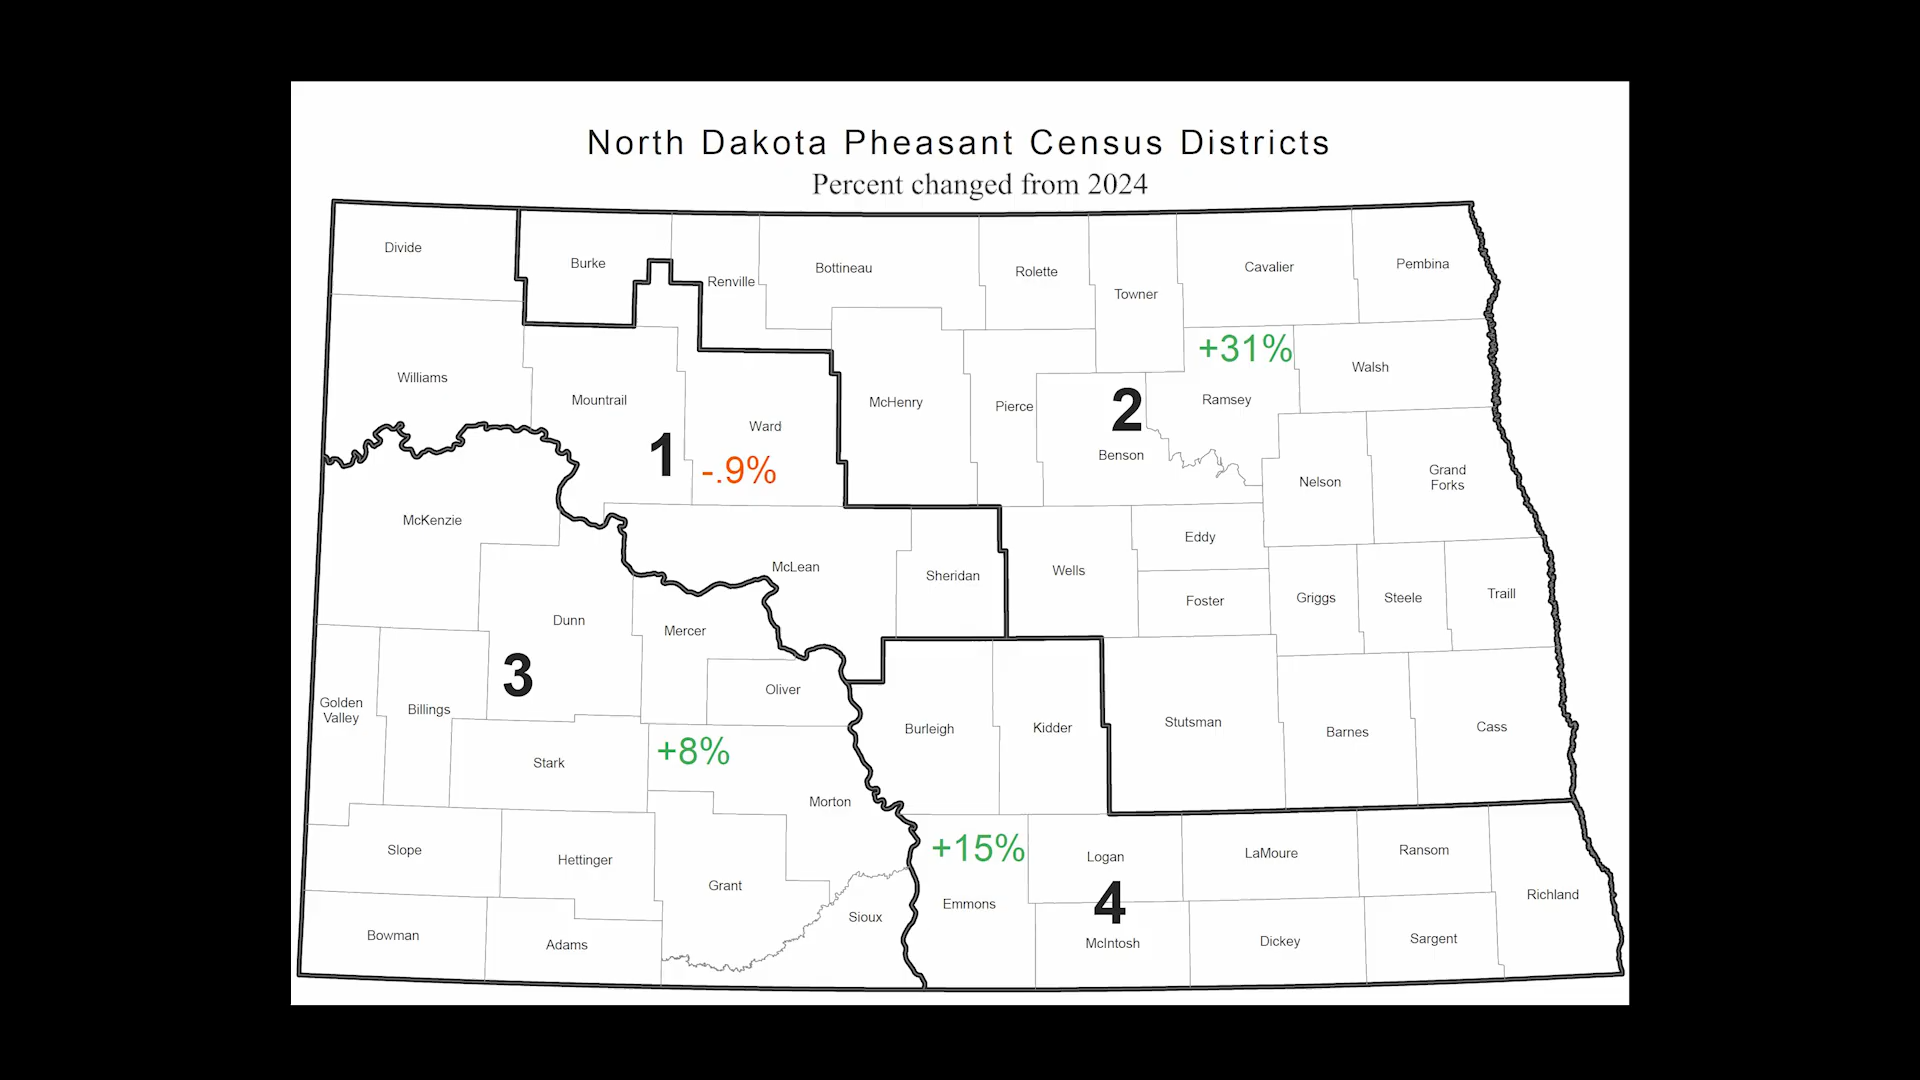 North Dakota Pheasant Census Districts
Percent changed from 2024
Divide
Burke
Renville
Bottineau
Rolette
Towner
Cavalier
Pembina
Williams
Mountrail
Ward
McHenry
Pierce
+31%
Ramsey
Walsh
1
-.9%
2
Benson
Nelson
Grand
Forks
McKenzie
McLean
Sheridan
Wells
Eddy
Foster
Griggs
Steele
Traill
Dunn
Mercer
3
Oliver
Golden
Valley
Billings
Burleigh
Kidder
Stutsman
Barnes
Cass
Stark
+8%
Morton
Slope
Hettinger
Grant
+15%
Logan
LaMoure
Ransom
Richland
Emmons
4
Sioux
Bowman
Adams
McIntosh
Dickey
Sargent